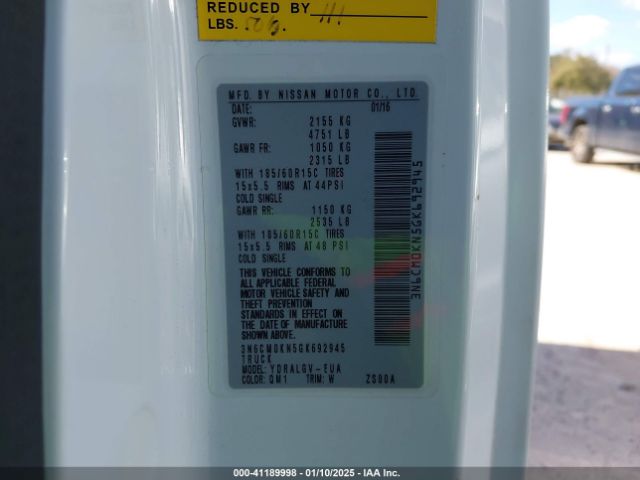 REDUCED BY
LBS.
MFD. BY NISSAN MOTOR CO., LTD.
DATE: 01/16
GVWR: 2155 KG
4751 LB
GAWR FR: 1050 KG
2315 LB
WITH 185/60R15C TIRES
15x5.5 RIMS AT 44PSI
COLD SINGLE
GAWR RR: 1150 KG
2535 LB
WITH 185/60R15C TIRES
15x5.5 RIMS AT 48 PSI
COLD SINGLE
THIS VEHICLE CONFORMS TO
ALL APPLICABLE FEDERAL
MOTOR VEHICLE SAFETY AND
THEFT PREVENTION
STANDARDS IN EFFECT ON
THE DATE OF MANUFACTURE
SHOWN ABOVE.
3N6CM0KN5GK692945
TRUCK
MODEL: YDRALGV-EUA
COLOR: QM1 TRIM: W ZS00A
3N6CM0KN5GK692945
000-41189998 - 01/10/2025 - IAA Inc.